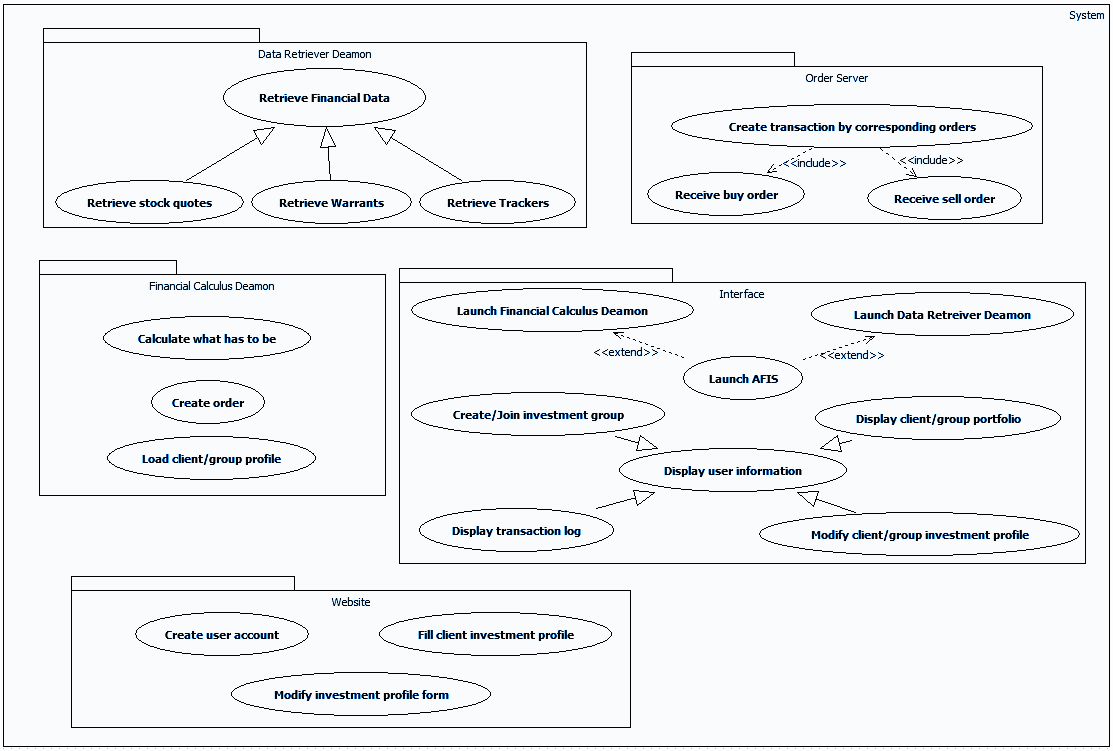 System
Data Retriever Deamon
Retrieve Financial Data
Retrieve stock quotes
Retrieve Warrants
Retrieve Trackers
Order Server
Create transaction by corresponding orders
<<include>>
<<include>>
Receive buy order
Receive sell order
Financial Calculus Deamon
Calculate what has to be
Create order
Load client/group profile
Interface
Launch Financial Calculus Deamon
Launch Data Retreiver Deamon
<<extend>>
<<extend>>
Launch AFIS
Create/Join investment group
Display client/group portfolio
Display user information
Display transaction log
Modify client/group investment profile
Website
Create user account
Fill client investment profile
Modify investment profile form